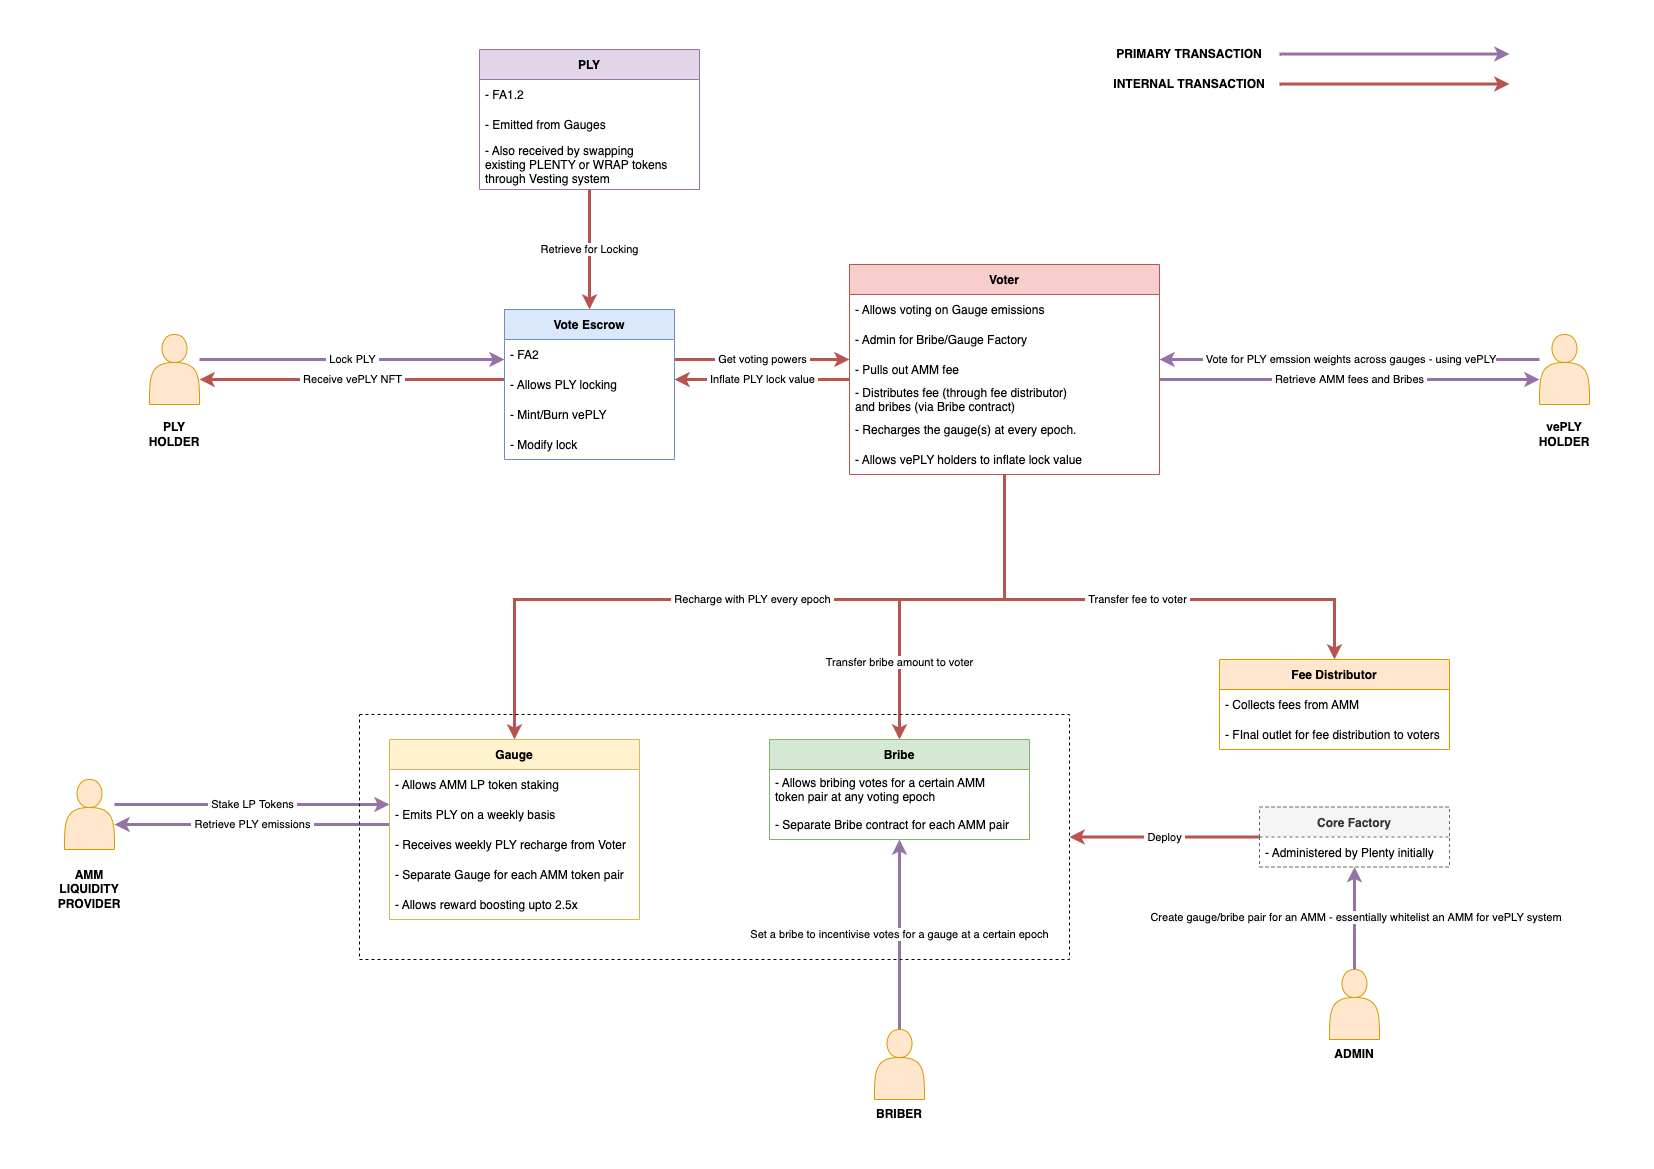 PRIMARY TRANSACTION
INTERNAL TRANSACTION
PLY
- FA1.2
- Emitted from Gauges
- Also received by swapping
existing PLENTY or WRAP tokens
through Vesting system
Retrieve for Locking
Vote Escrow
- FA2
- Allows PLY locking
- Mint/Burn vePLY
- Modify lock
Lock PLY
Receive vePLY NFT
PLY
HOLDER
Get voting powers
Inflate PLY lock value
Voter
- Allows voting on Gauge emissions
- Admin for Bribe/Gauge Factory
- Pulls out AMM fee
- Distributes fee (through fee distributor)
and bribes (via Bribe contract)
- Recharges the gauge(s) at every epoch.
- Allows vePLY holders to inflate lock value
Vote for PLY emssion weights across gauges - using vePLY
Retrieve AMM fees and Bribes
vePLY
HOLDER
Recharge with PLY every epoch
Transfer fee to voter
Transfer bribe amount to voter
Fee Distributor
- Collects fees from AMM
- FInal outlet for fee distribution to voters
Gauge
- Allows AMM LP token staking
- Emits PLY on a weekly basis
- Receives weekly PLY recharge from Voter
- Separate Gauge for each AMM token pair
- Allows reward boosting upto 2.5x
Bribe
- Allows bribing votes for a certain AMM
token pair at any voting epoch
- Separate Bribe contract for each AMM pair
Stake LP Tokens
Retrieve PLY emissions
AMM
LIQUIDITY
PROVIDER
Deploy
Core Factory
- Administered by Plenty initially
Create gauge/bribe pair for an AMM - essentially whitelist an AMM for vePLY system
Set a bribe to incentivise votes for a gauge at a certain epoch
ADMIN
BRIBER